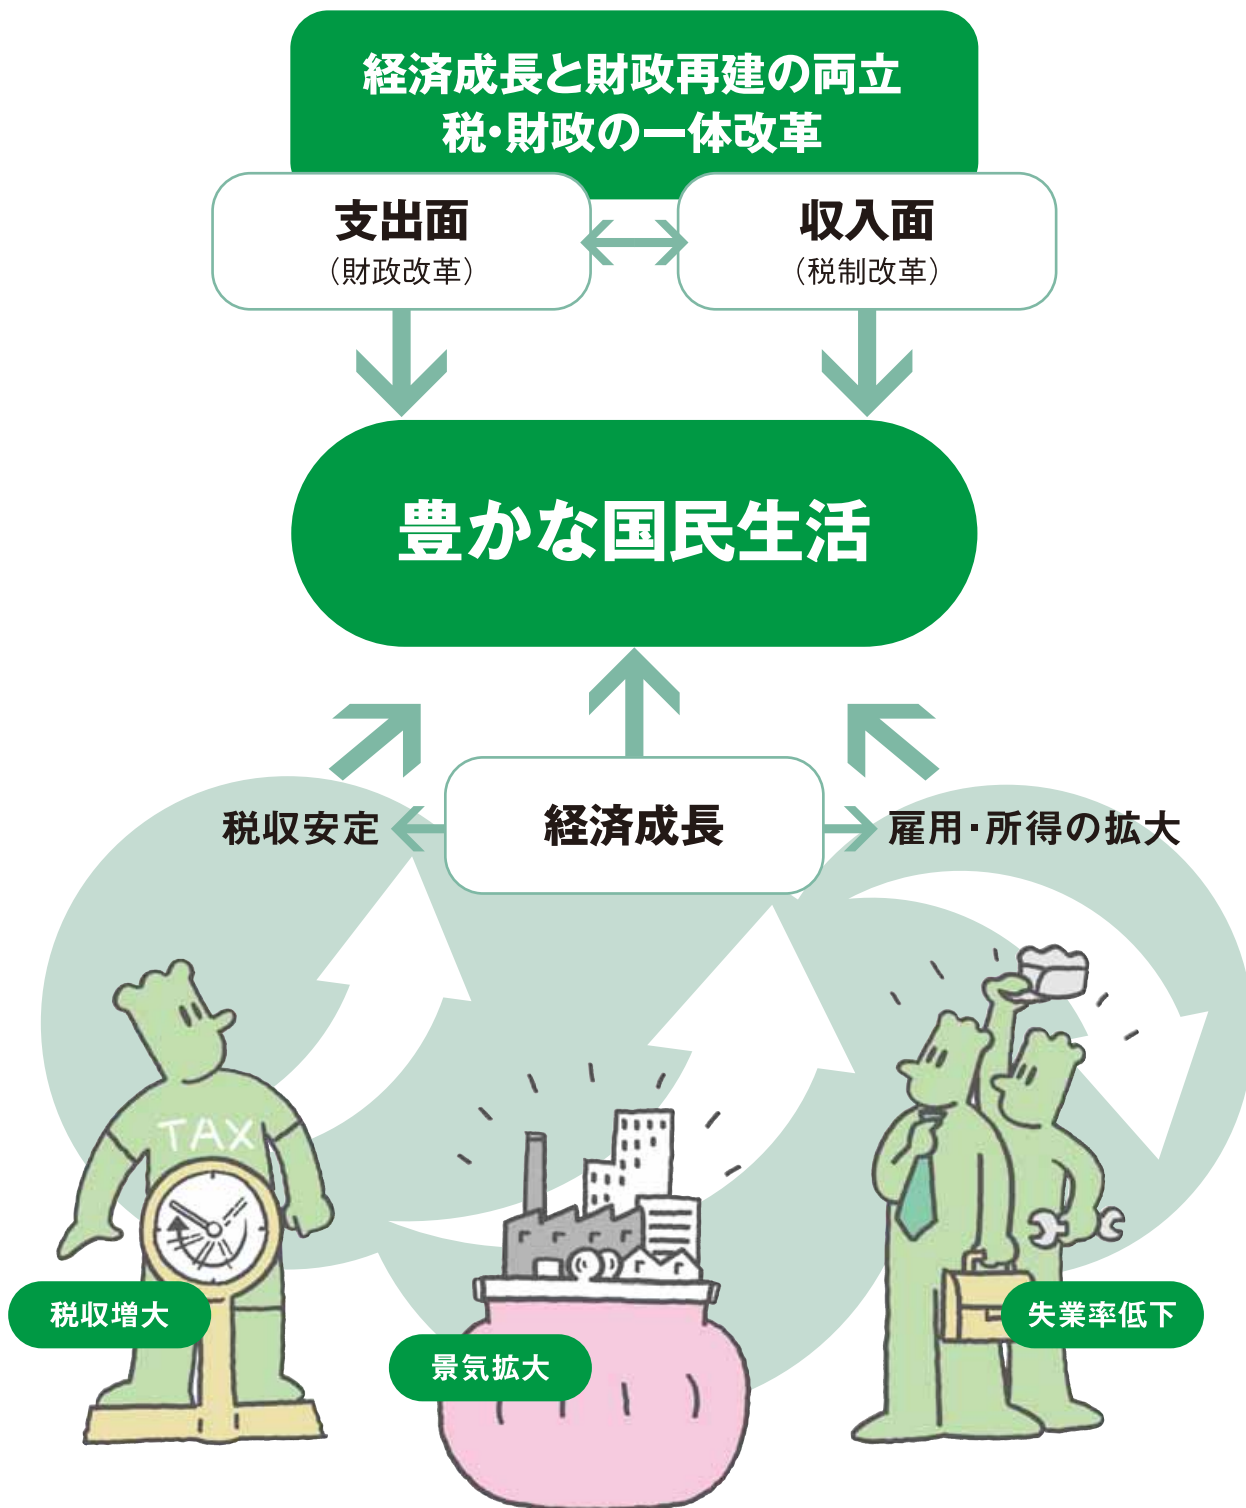 経済成長と財政再建の両立
税・財政の一体改革
支出面
（財政改革）
収入面
（税制改革）
豊かな国民生活
税収安定
経済成長
雇用・所得の拡大
TAX
税収増大
景気拡大
失業率低下